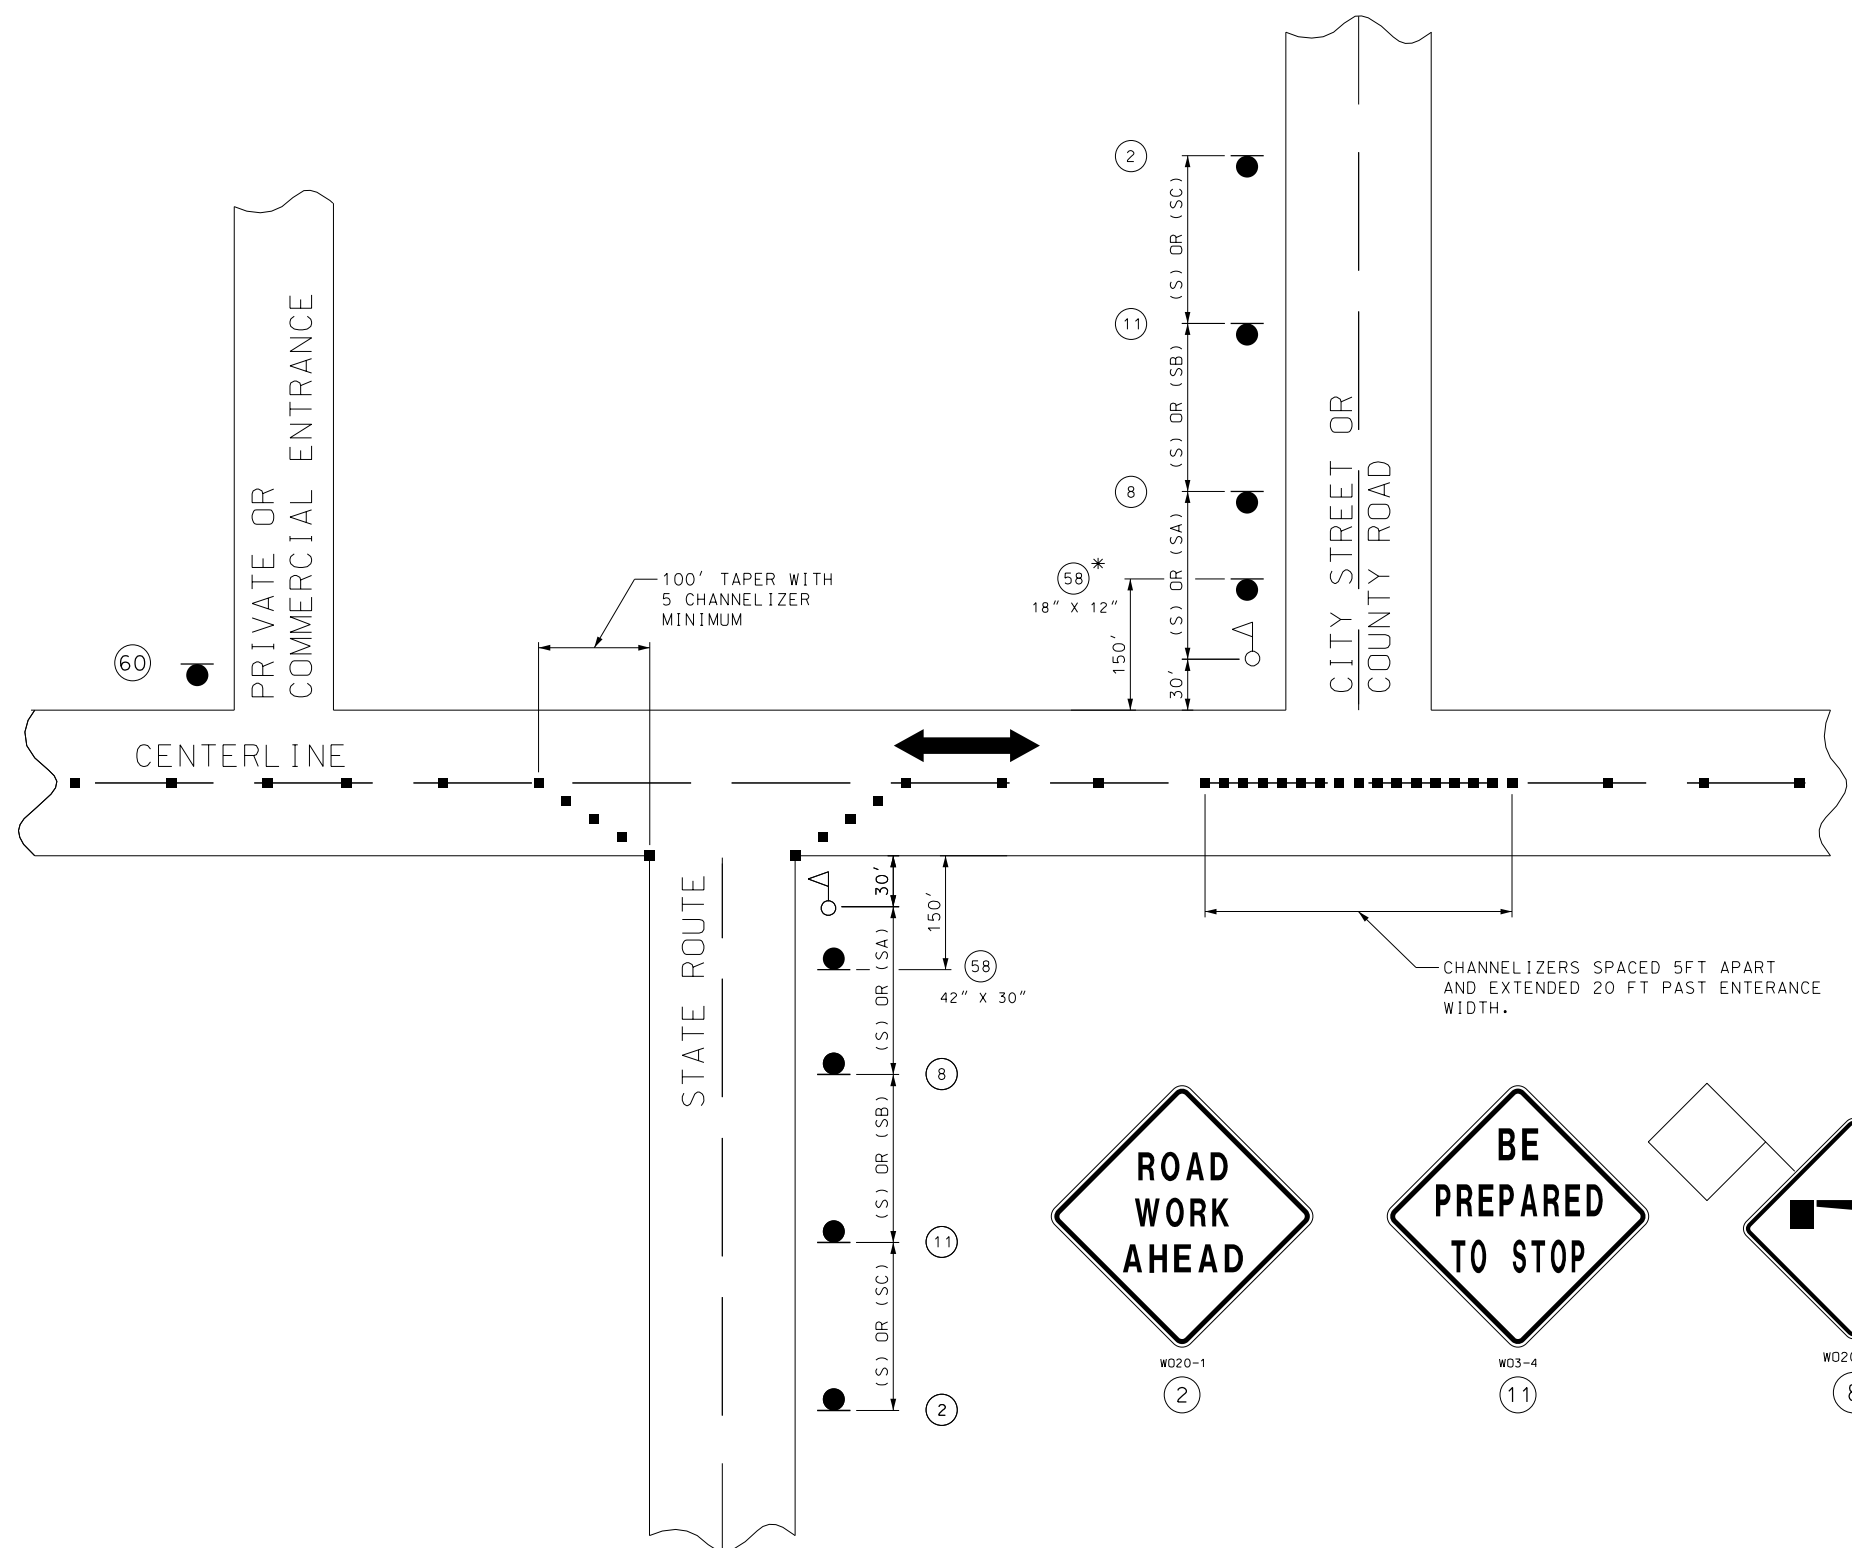 2
(S) OR (SC)
11
(S) OR (SB)
8
(S) OR (SA)
58 *
18" X 12"
150'
30'
CITY STREET OR
COUNTY ROAD
PRIVATE OR
COMMERCIAL ENTRANCE
60
100' TAPER WITH
5 CHANNELIZER
MINIMUM
CENTERLINE
STATE ROUTE
30'
150'
58
42" X 30"
(S) OR (SA)
8
(S) OR (SB)
11
(S) OR (SC)
2
CHANNELIZERS SPACED 5FT APART
AND EXTENDED 20 FT PAST ENTERANCE
WIDTH.
ROAD
WORK
AHEAD
WO20-1
2
BE
PREPARED
TO STOP
WO3-4
11